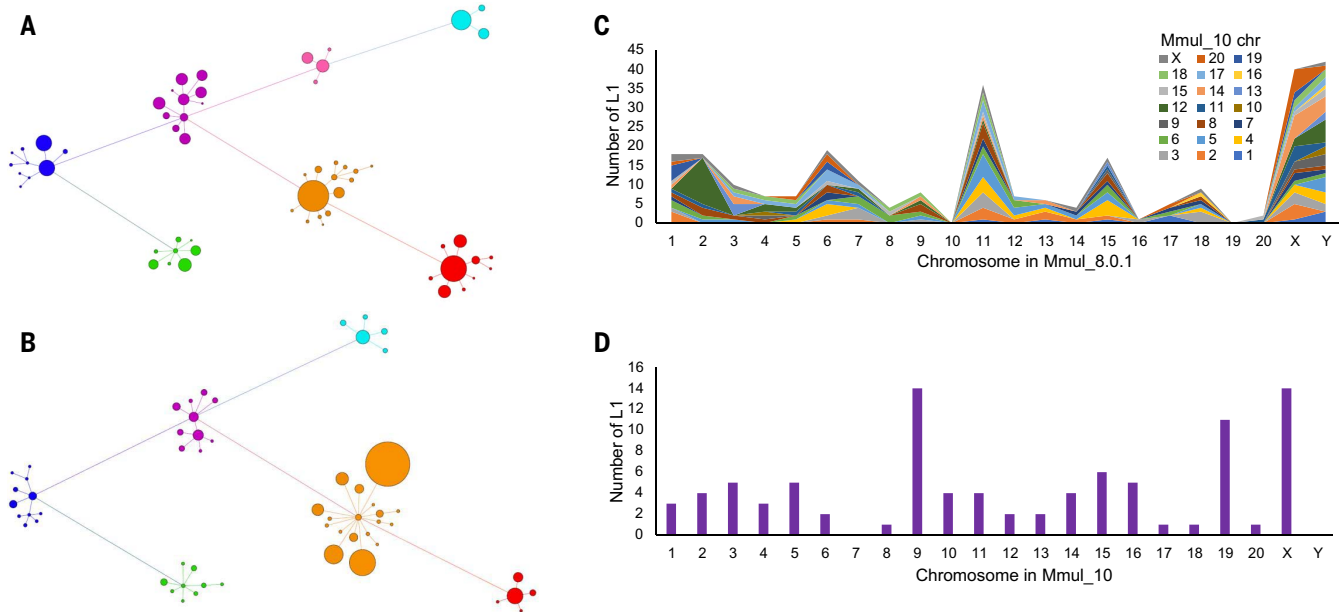 A
B
C
Mmul_10 chr
X 20 19
18 17 16
15 14 13
12 11 10
9 8 7
6 5 4
3 2 1
45
40
35
30
25
20
15
10
5
0
Number of L1
1 2 3 4 5 6 7 8 9 10 11 12 13 14 15 16 17 18 19 20 X Y
Chromosome in Mmul_8.0.1
D
16
14
12
10
8
6
4
2
0
Number of L1
1 2 3 4 5 6 7 8 9 10 11 12 13 14 15 16 17 18 19 20 X Y
Chromosome in Mmul_10